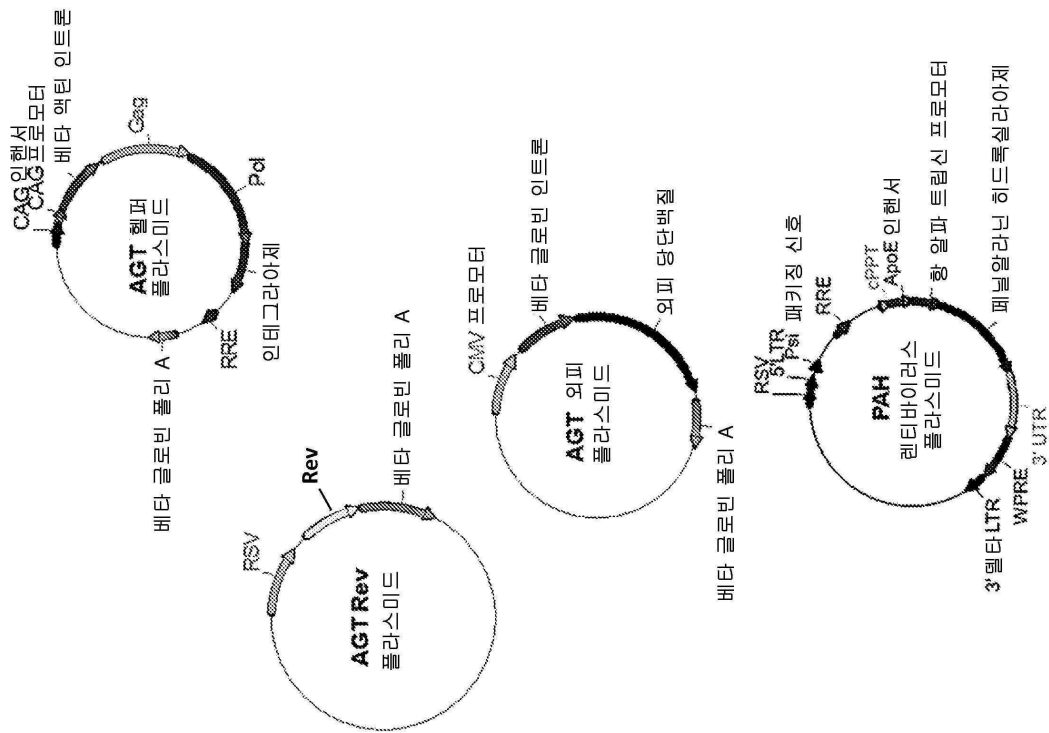 CAG 인핸서
CAG 프로모터
베타 액틴 인트론
Gag
Pol
인테그라아제
RRE
베타 글로빈 폴리 A
AGT 헬퍼
플라스미드
RSV
Rev
베타 글로빈 폴리 A
AGT Rev
플라스미드
CMV 프로모터
베타 글로빈 인트론
외피 당단백질
베타 글로빈 폴리 A
AGT 외피
플라스미드
RSV
5' LTR
Psi 패키징 신호
RRE
cPPT
ApoE 인핸서
항 알파 트립신 프로모터
페닐알라닌 히드록실라아제
3' UTR
WPRE
3'델타 LTR
PAH
렌티바이러스
플라스미드